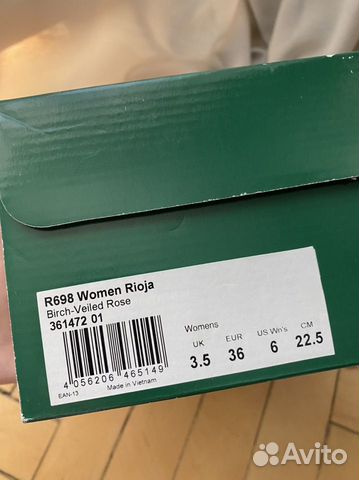 R698 Women Rioja
Birch-Veiled Rose
361472 01
4 056206 465149
EAN-13
Made in Vietnam
Womens
UK EUR US Wn's CM
3.5 36 6 22.5
Avito